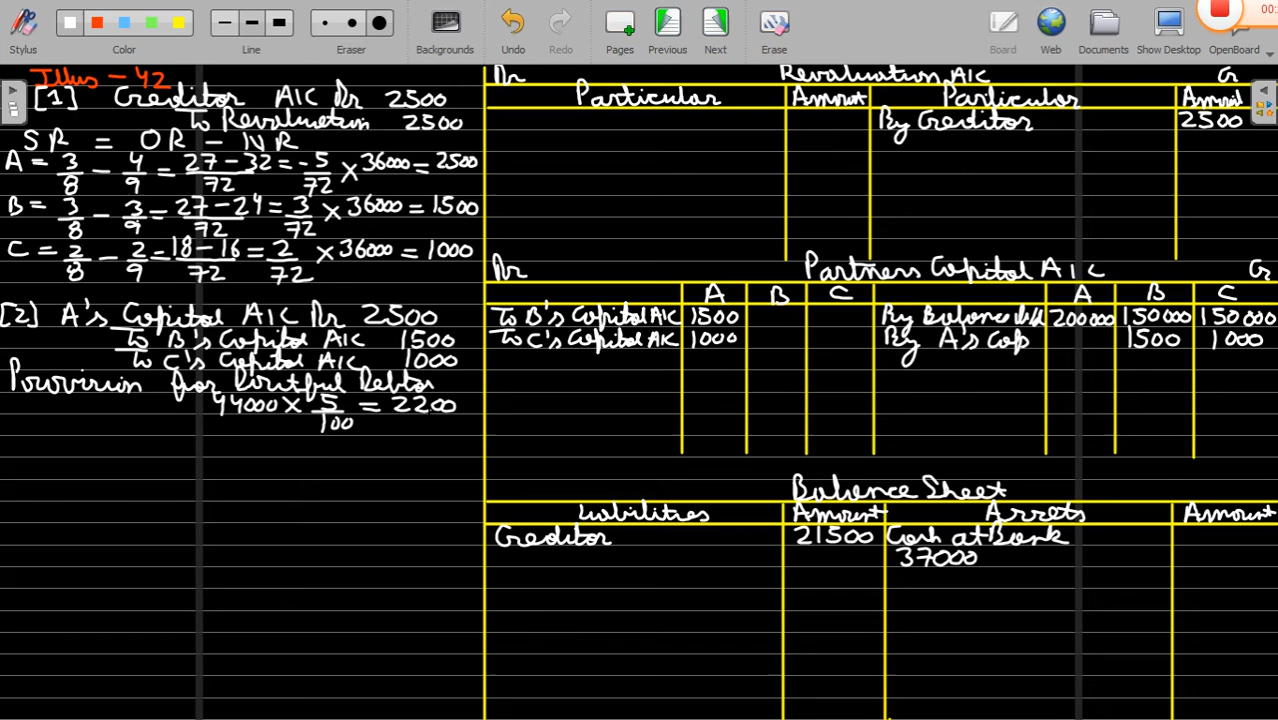 Stylus Color Line Eraser Backgrounds Undo Redo Pages Previous Next Erase Board Web Documents Show Desktop OpenBoard
Illus - 42
[1] Creditor A/C Dr 2500
To Revaluation 2500
SR = OR - NR
A = 3/8 - 4/9 = 27-32/72 = -5/72 × 36000 = 2500
B = 3/8 - 3/9 = 27-24/72 = 3/72 × 36000 = 1500
C = 2/8 - 2/9 = 18-16/72 = 2/72 × 36000 = 1000
[2] A's Capital A/C Dr 2500
To B's Capital A/C 1500
To C's Capital A/C 1000
Provision for Doutful Debtor
44000 × 5/100 = 2200
Revaluation A/C
Dr Cr
Particular Amount Particular Amount
By Creditor 2500
Partners Capital A/C
Dr Cr
A B C A B C
To B's Capital A/C 1500 By Balance b/d 200000 150000 150000
To C's Capital A/C 1000 By A's Cap 1500 1000
Balance Sheet
Liabilities Amount Assets Amount
Creditor 21500 Cash at Bank
37000